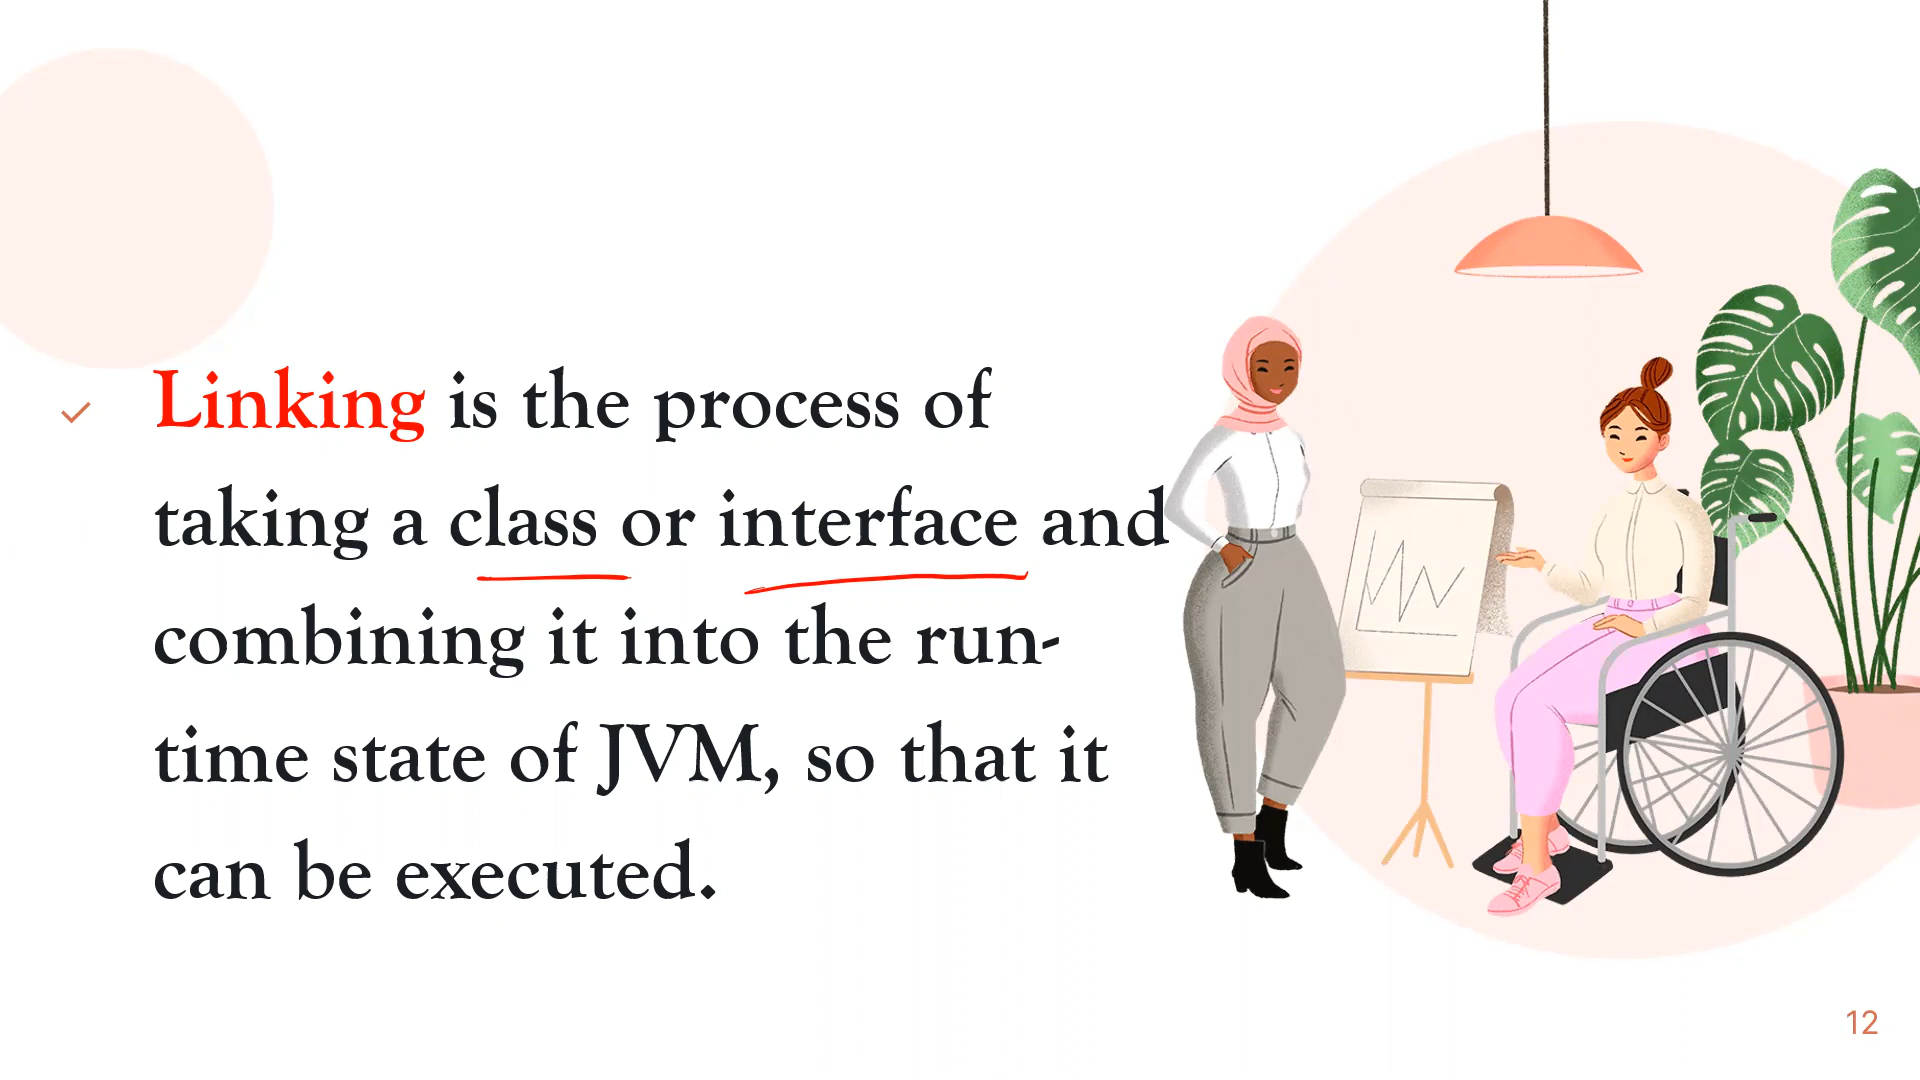 Linking is the process of
taking a class or interface and
combining it into the run-
time state of JVM, so that it
can be executed.
12